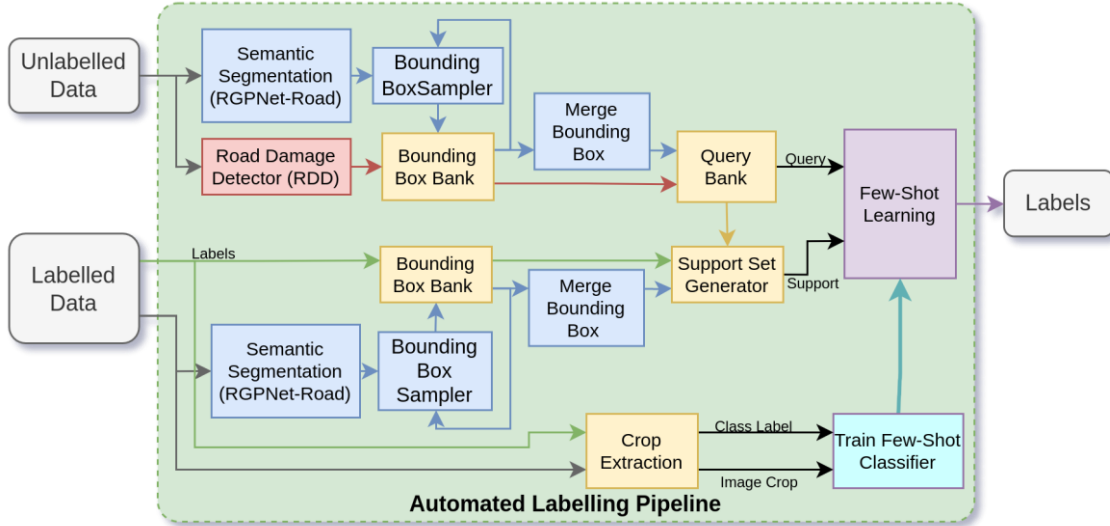 Unlabelled
Data
Semantic
Segmentation
(RGPNet-Road)
Bounding
BoxSampler
Road Damage
Detector (RDD)
Bounding
Box Bank
Merge
Bounding
Box
Query
Bank
Query
Few-Shot
Learning
Labels
Labelled
Data
Labels
Bounding
Box Bank
Merge
Bounding
Box
Support Set
Generator
Support
Semantic
Segmentation
(RGPNet-Road)
Bounding
Box
Sampler
Crop
Extraction
Class Label
Image Crop
Train Few-Shot
Classifier
Automated Labelling Pipeline